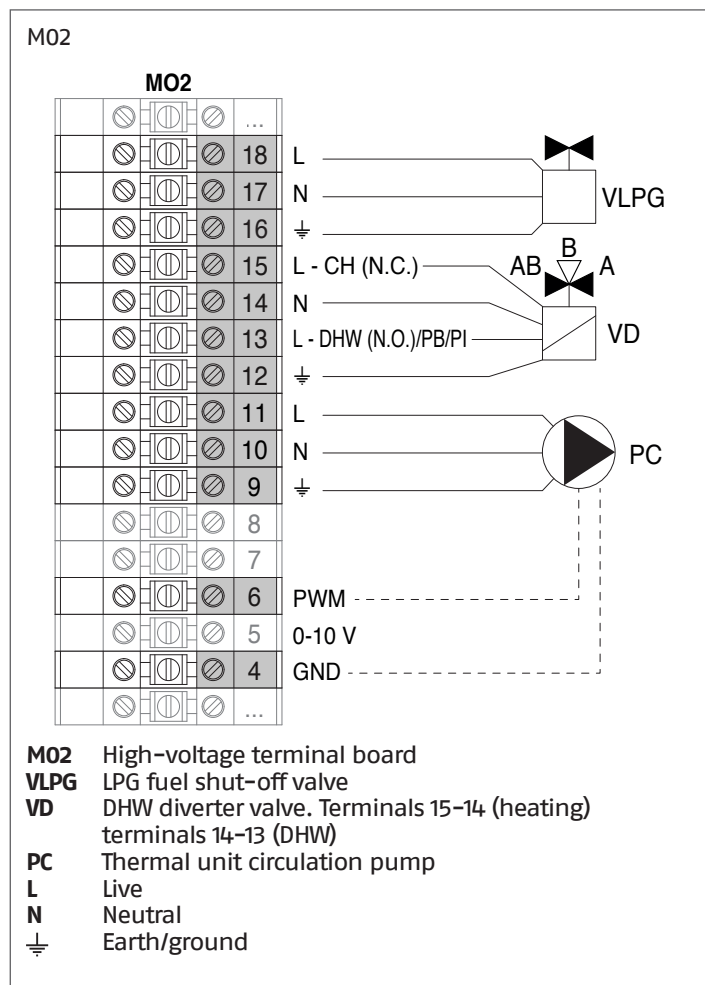 M02
MO2
...
18 L
17 N VLPG
16 ⏚
B
15 L - CH (N.C.) AB A
14 N
13 L - DHW (N.O.)/PB/PI VD
12 ⏚
11 L
10 N PC
9 ⏚
8
7
6 PWM
5 0-10 V
4 GND
...
M02 High-voltage terminal board
VLPG LPG fuel shut-off valve
VD DHW diverter valve. Terminals 15-14 (heating)
terminals 14-13 (DHW)
PC Thermal unit circulation pump
L Live
N Neutral
⏚ Earth/ground